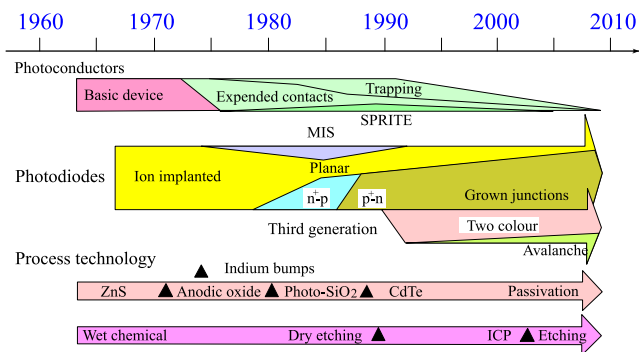 1960 1970 1980 1990 2000 2010
Photoconductors
Trapping
Basic device
Expended contacts
SPRITE
MIS
Planar
Photodiodes
Ion implanted
n+-p
p+-n
Grown junctions
Third generation
Two colour
Avalanche
Process technology
Indium bumps
ZnS Anodic oxide Photo-SiO2 CdTe Passivation
Wet chemical Dry etching ICP Etching